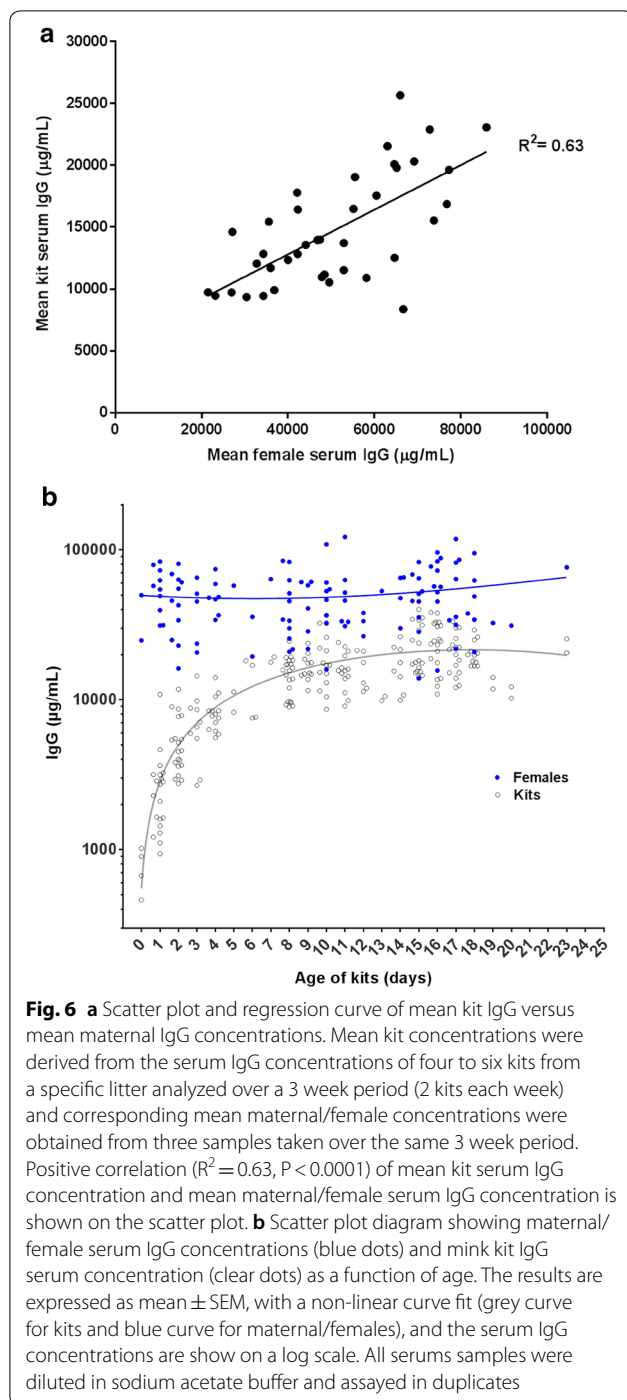 a
30000
25000
20000
15000
10000
5000
0
Mean kit serum IgG (µg/mL)
R²= 0.63
0 20000 40000 60000 80000 100000
Mean female serum IgG (µg/mL)
b
100000
10000
1000
IgG (µg/mL)
Females
Kits
0 1 2 3 4 5 6 7 8 9 10 11 12 13 14 15 16 17 18 19 20 21 22 23 24 25
Age of kits (days)
Fig. 6 a Scatter plot and regression curve of mean kit IgG versus
mean maternal IgG concentrations. Mean kit concentrations were
derived from the serum IgG concentrations of four to six kits from
a specific litter analyzed over a 3 week period (2 kits each week)
and corresponding mean maternal/female concentrations were
obtained from three samples taken over the same 3 week period.
Positive correlation (R² = 0.63, P < 0.0001) of mean kit serum IgG
concentration and mean maternal/female serum IgG concentration is
shown on the scatter plot. b Scatter plot diagram showing maternal/
female serum IgG concentrations (blue dots) and mink kit IgG
serum concentration (clear dots) as a function of age. The results are
expressed as mean ± SEM, with a non-linear curve fit (grey curve
for kits and blue curve for maternal/females), and the serum IgG
concentrations are show on a log scale. All serums samples were
diluted in sodium acetate buffer and assayed in duplicates